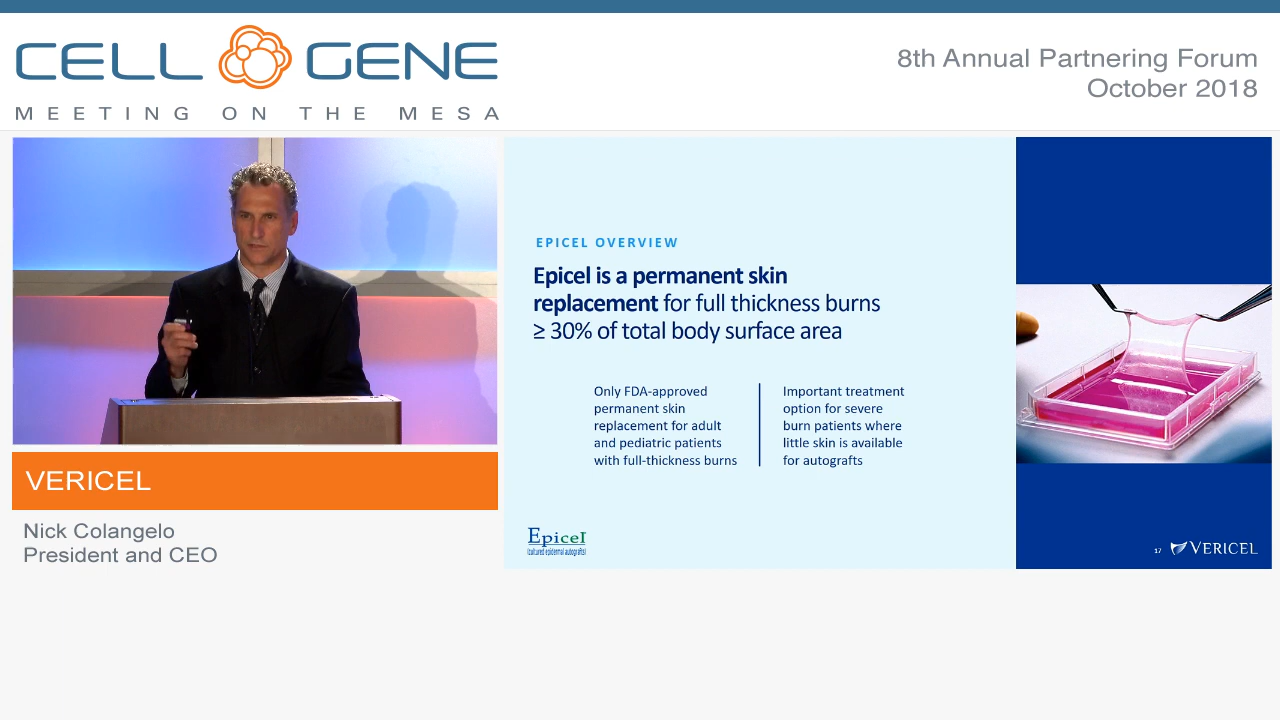 CELL GENE
MEETING ON THE MESA
8th Annual Partnering Forum
October 2018
VERICEL
Nick Colangelo
President and CEO
EPICEL OVERVIEW
Epicel is a permanent skin
replacement for full thickness burns
≥ 30% of total body surface area
Only FDA-approved
permanent skin
replacement for adult
and pediatric patients
with full-thickness burns
Important treatment
option for severe
burn patients where
little skin is available
for autografts
Epicel
(cultured epidermal autografts)
17
VERICEL